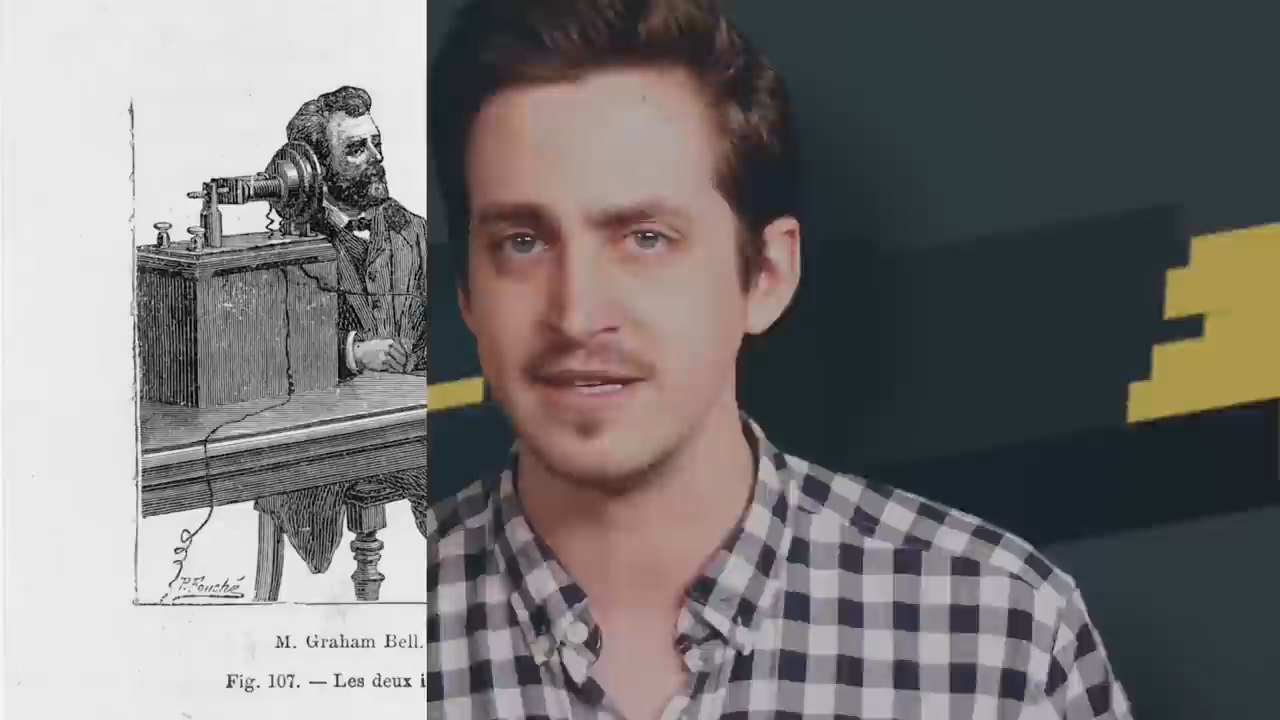 P. Fouché
M. Graham Bell.
Fig. 107. — Les deux i